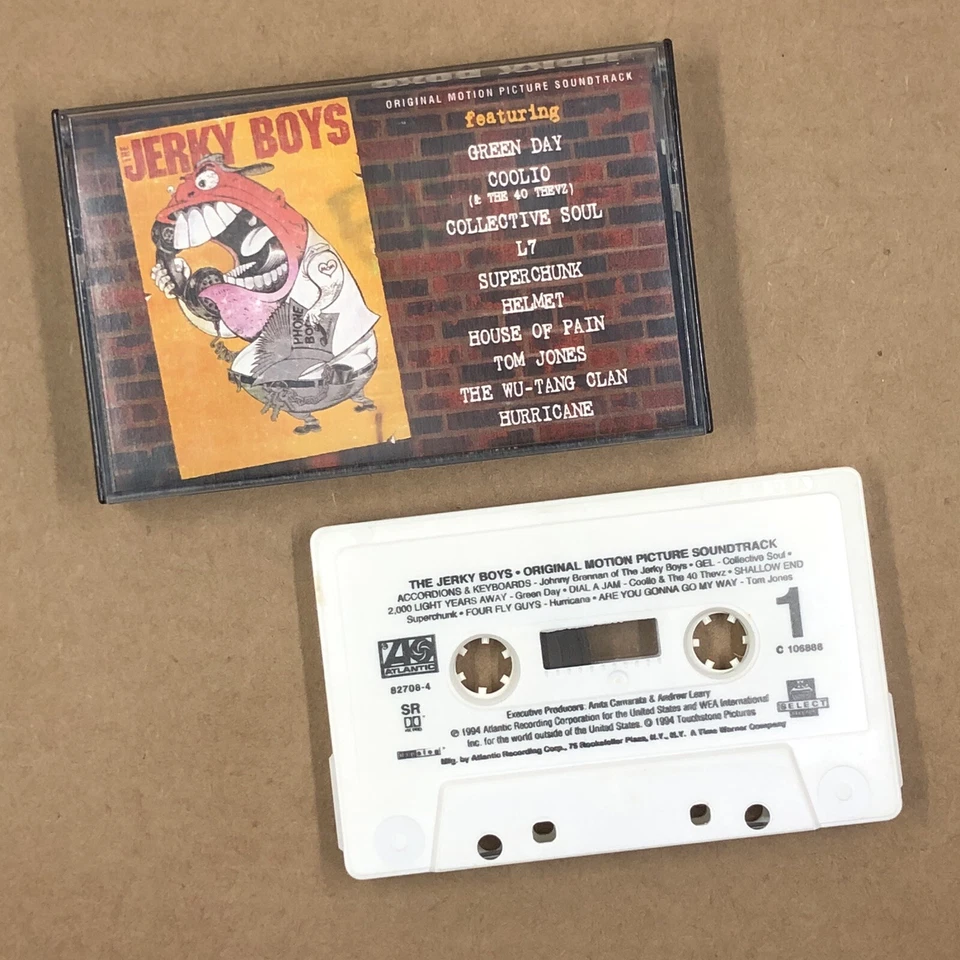 THE JERKY BOYS
PHONE BOOK
ORIGINAL MOTION PICTURE SOUNDTRACK
featuring
GREEN DAY
COOLIO
(& THE 40 THEVZ)
COLLECTIVE SOUL
L7
SUPERCHUNK
HELMET
HOUSE OF PAIN
TOM JONES
THE WU-TANG CLAN
HURRICANE
THE JERKY BOYS • ORIGINAL MOTION PICTURE SOUNDTRACK
ACCORDIONS & KEYBOARDS - Johnny Brennan of The Jerky Boys • GEL - Collective Soul •
2,000 LIGHT YEARS AWAY - Green Day • DIAL A JAM - Coolio & The 40 Thevz • SHALLOW END
Superchunk • FOUR FLY GUYS - Hurricane • ARE YOU GONNA GO MY WAY - Tom Jones
1
ATLANTIC
82708-4
C 106886
SR
SELECT
Executive Producers: Anita Camarata & Andrew Leary
℗ 1994 Atlantic Recording Corporation for the United States and WEA International
Inc. for the world outside of the United States. © 1994 Touchstone Pictures
Mfg. by Atlantic Recording Corp., 75 Rockefeller Plaza, N.Y., N.Y. A Time Warner Company